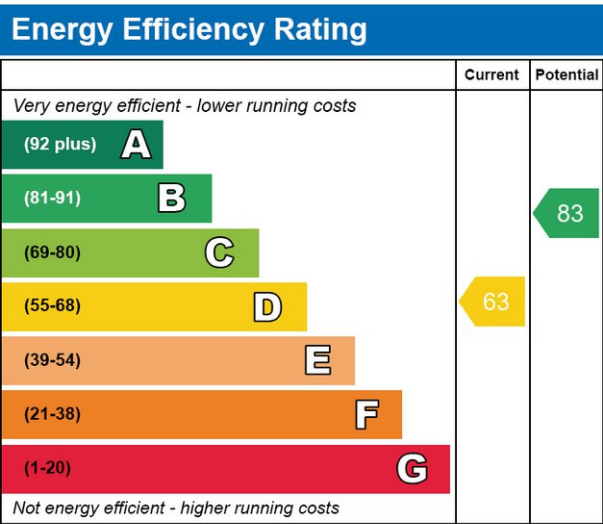 Energy Efficiency Rating
Current Potential
Very energy efficient - lower running costs
(92 plus) A
(81-91) B
83
(69-80) C
(55-68) D
63
(39-54) E
(21-38) F
(1-20) G
Not energy efficient - higher running costs